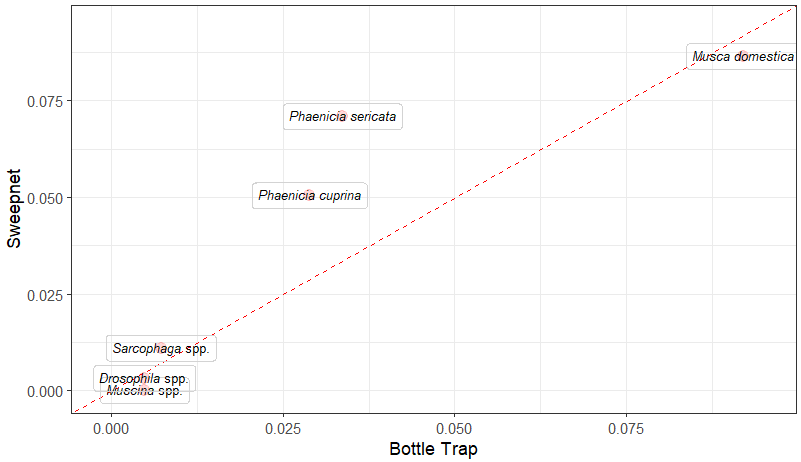 Musca domestica
0.075
Phaenicia sericata
Sweepnet
0.050
Phaenicia cuprina
0.025
Sarcophaga spp.
Drosophila spp.
Muscina spp.
0.000
0.000
0.025
0.050
0.075
Bottle Trap